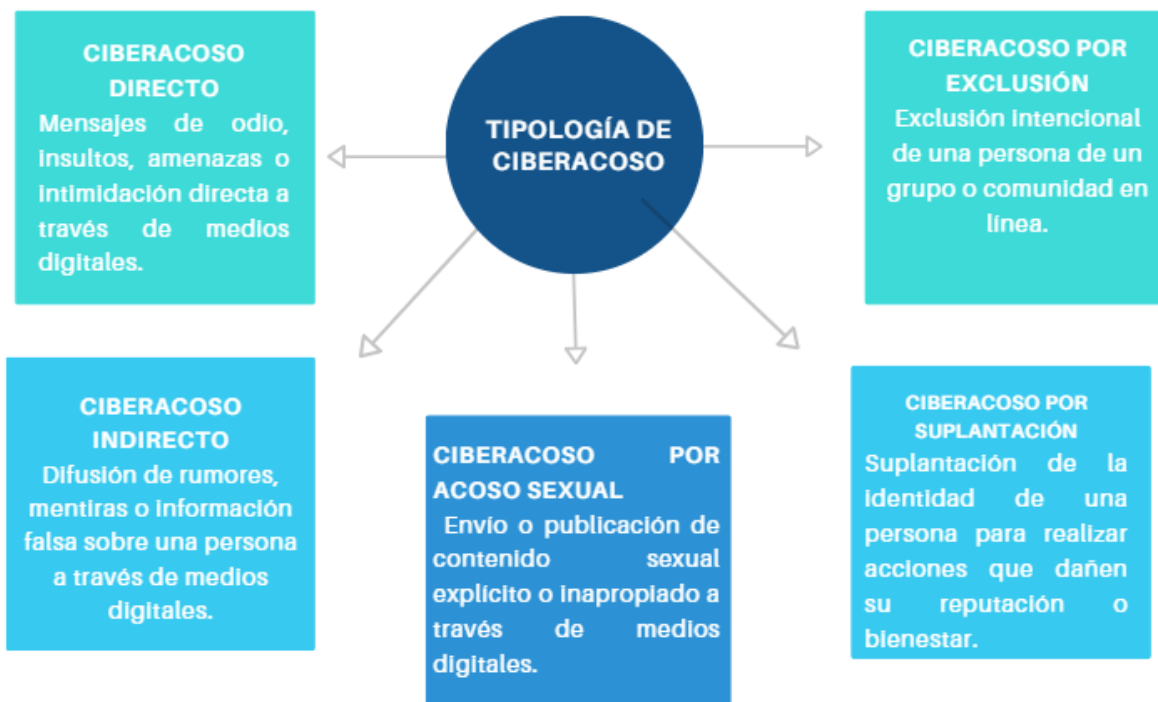 TIPOLOGÍA DE
CIBERACOSO
CIBERACOSO
DIRECTO
Mensajes de odio,
insultos, amenazas o
intimidación directa a
través de medios
digitales.
CIBERACOSO POR
EXCLUSIÓN
Exclusión intencional
de una persona de un
grupo o comunidad en
línea.
CIBERACOSO
INDIRECTO
Difusión de rumores,
mentiras o información
falsa sobre una persona
a través de medios
digitales.
CIBERACOSO POR
ACOSO SEXUAL
Envío o publicación de
contenido sexual
explícito o inapropiado a
través de medios
digitales.
CIBERACOSO POR
SUPLANTACIÓN
Suplantación de la
identidad de una
persona para realizar
acciones que dañen
su reputación o
bienestar.